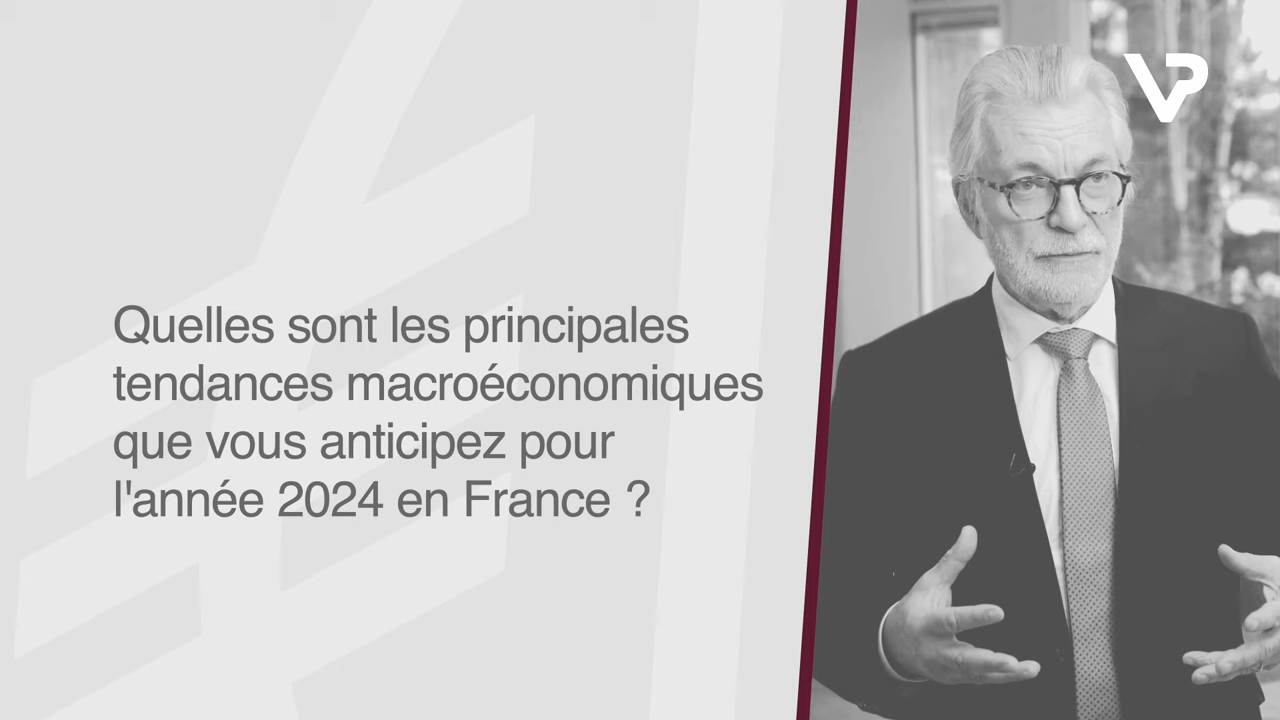 Quelles sont les principales
tendances macroéconomiques
que vous anticipez pour
l'année 2024 en France ?
VP